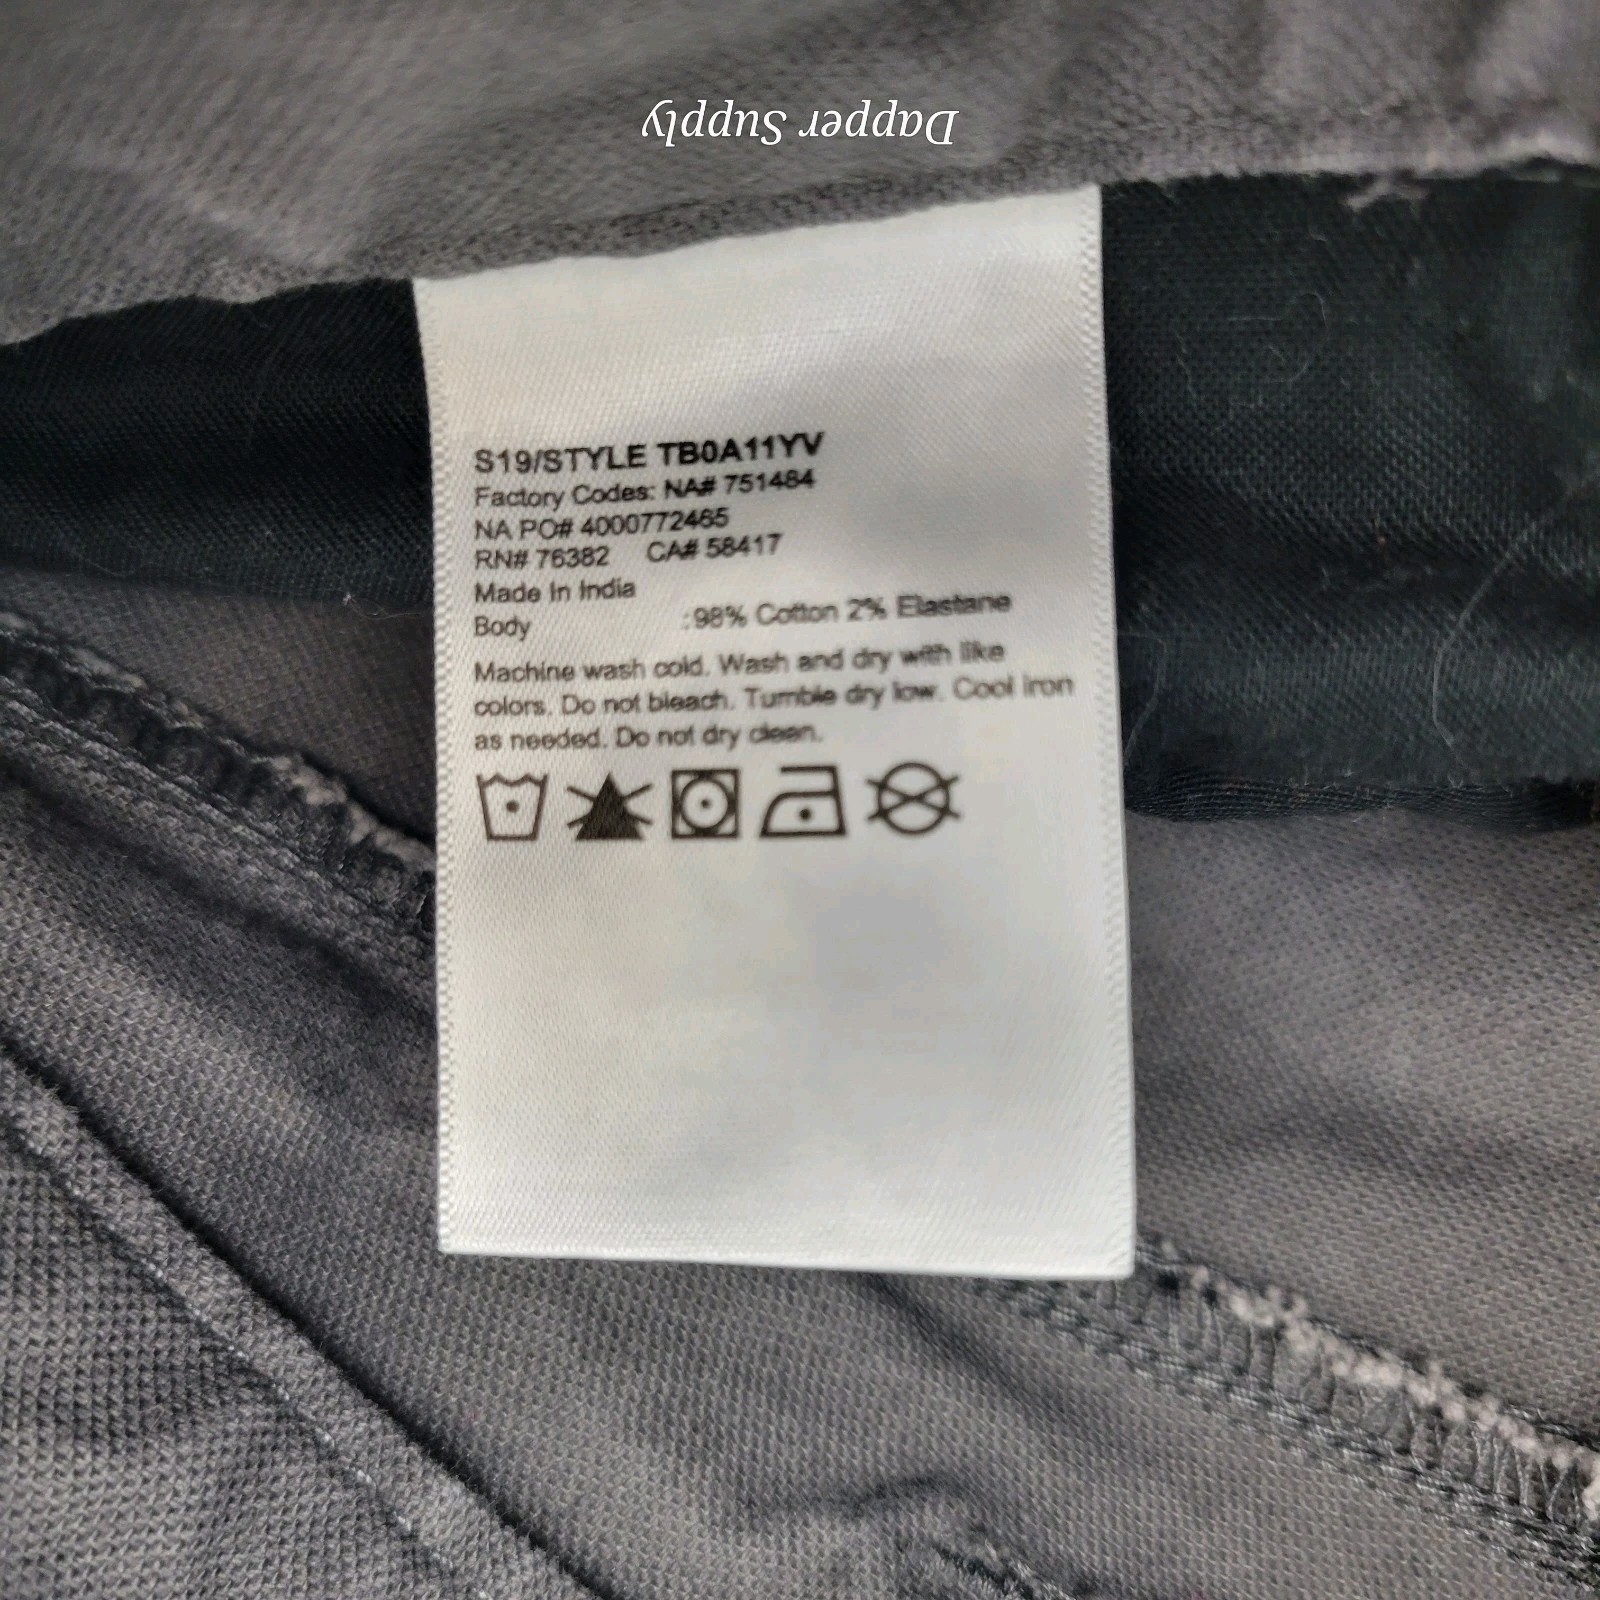 Dapper Supply
S19/STYLE TB0A11YV
Factory Codes: NA# 751484
NA PO# 4000772465
RN# 76382 CA# 58417
Made In India
Body :98% Cotton 2% Elastane
Machine wash cold. Wash and dry with like
colors. Do not bleach. Tumble dry low. Cool iron
as needed. Do not dry clean.